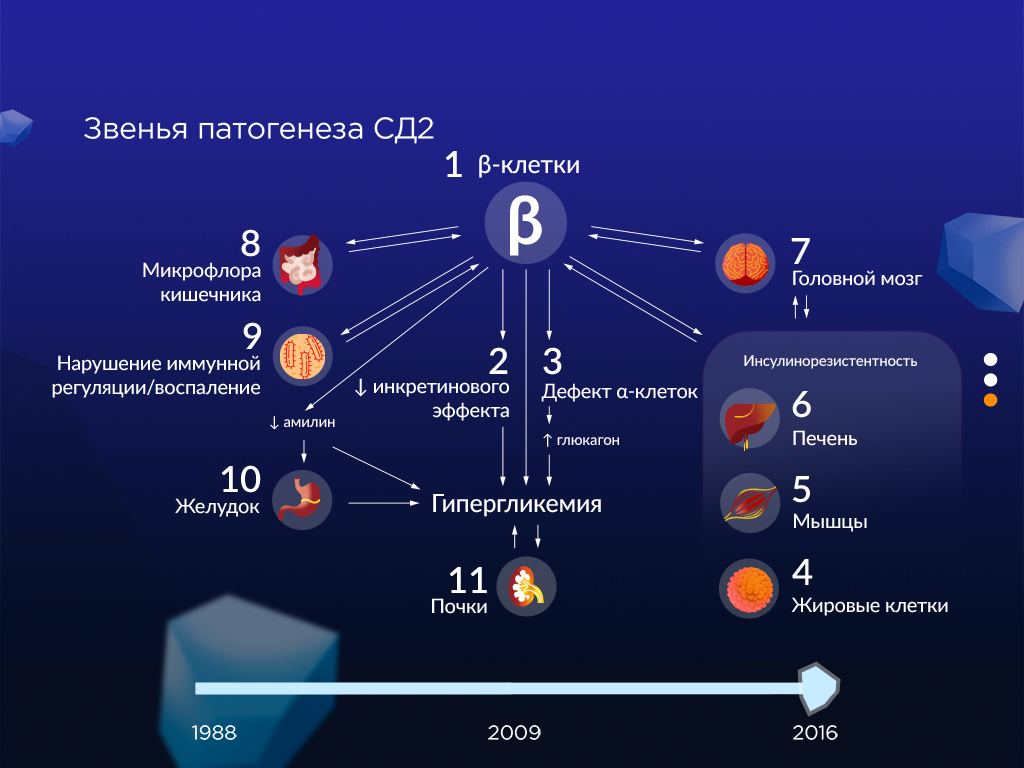 Звенья патогенеза СД2
1 β-клетки
β
8
Микрофлора
кишечника
7
Головной мозг
9
Нарушение иммунной
регуляции/воспаление
2
↓ инкретинового
эффекта
3
Дефект α-клеток
↑ глюкагон
Инсулинорезистентность
6
Печень
5
Мышцы
4
Жировые клетки
↓ амилин
10
Желудок
Гипергликемия
11
Почки
1988
2009
2016